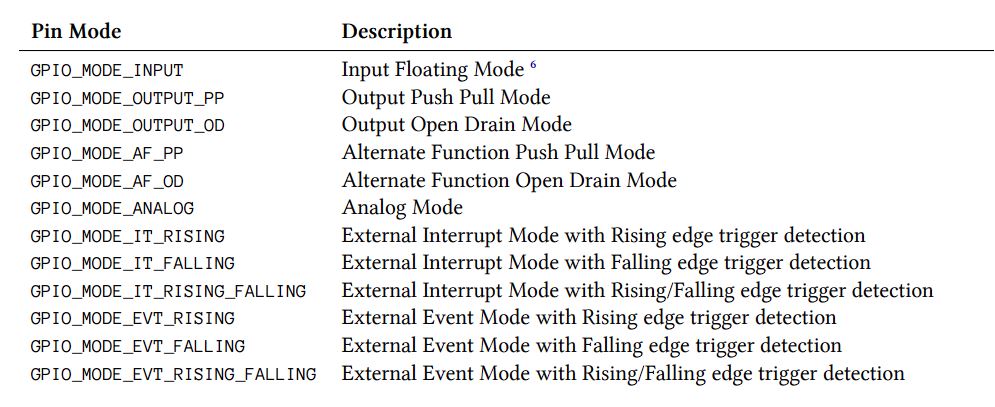 Pin Mode Description
GPIO_MODE_INPUT Input Floating Mode 6
GPIO_MODE_OUTPUT_PP Output Push Pull Mode
GPIO_MODE_OUTPUT_OD Output Open Drain Mode
GPIO_MODE_AF_PP Alternate Function Push Pull Mode
GPIO_MODE_AF_OD Alternate Function Open Drain Mode
GPIO_MODE_ANALOG Analog Mode
GPIO_MODE_IT_RISING External Interrupt Mode with Rising edge trigger detection
GPIO_MODE_IT_FALLING External Interrupt Mode with Falling edge trigger detection
GPIO_MODE_IT_RISING_FALLING External Interrupt Mode with Rising/Falling edge trigger detection
GPIO_MODE_EVT_RISING External Event Mode with Rising edge trigger detection
GPIO_MODE_EVT_FALLING External Event Mode with Falling edge trigger detection
GPIO_MODE_EVT_RISING_FALLING External Event Mode with Rising/Falling edge trigger detection